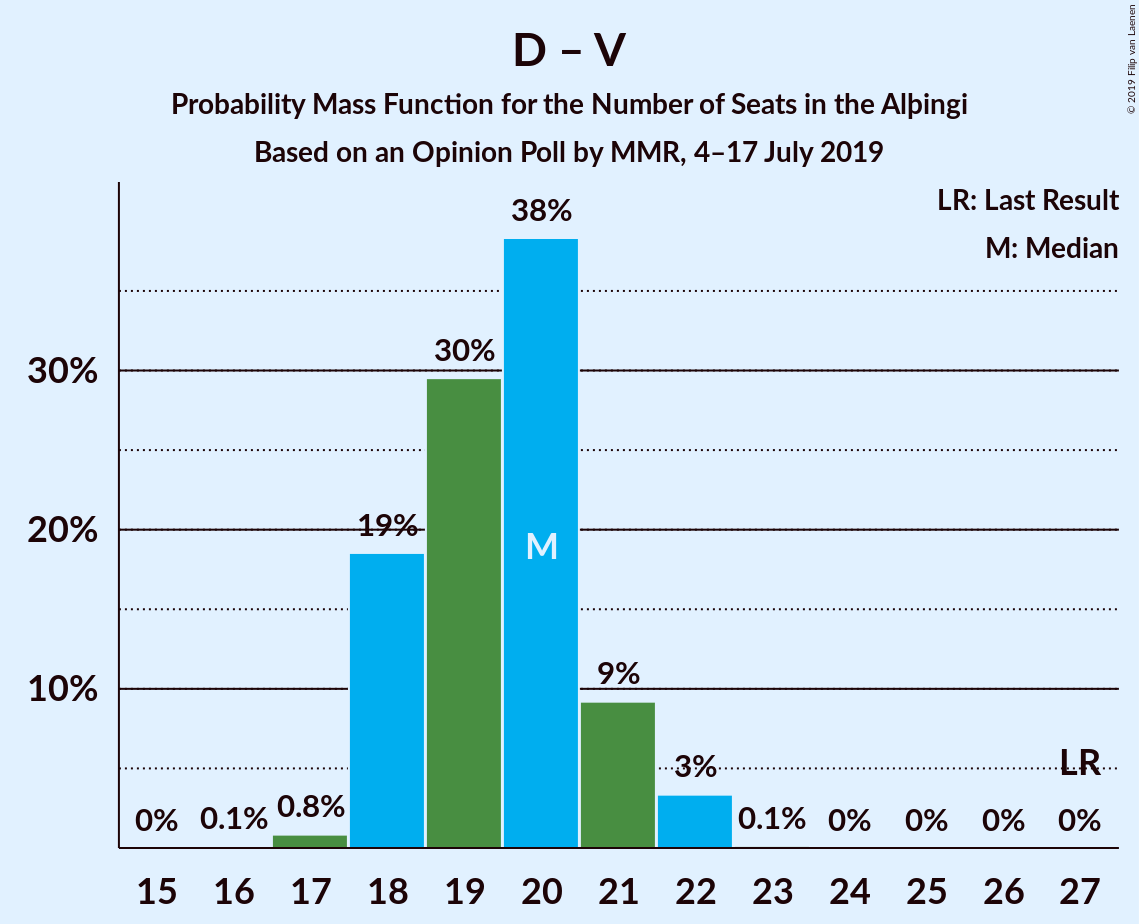 D – V
Probability Mass Function for the Number of Seats in the Alþingi
Based on an Opinion Poll by MMR, 4–17 July 2019
© 2019 Filip van Laenen
LR: Last Result
M: Median
30%
20%
10%
0%
0.1%
0.8%
19%
30%
38%
M
9%
3%
0.1%
0%
0%
0%
LR
0%
15 16 17 18 19 20 21 22 23 24 25 26 27